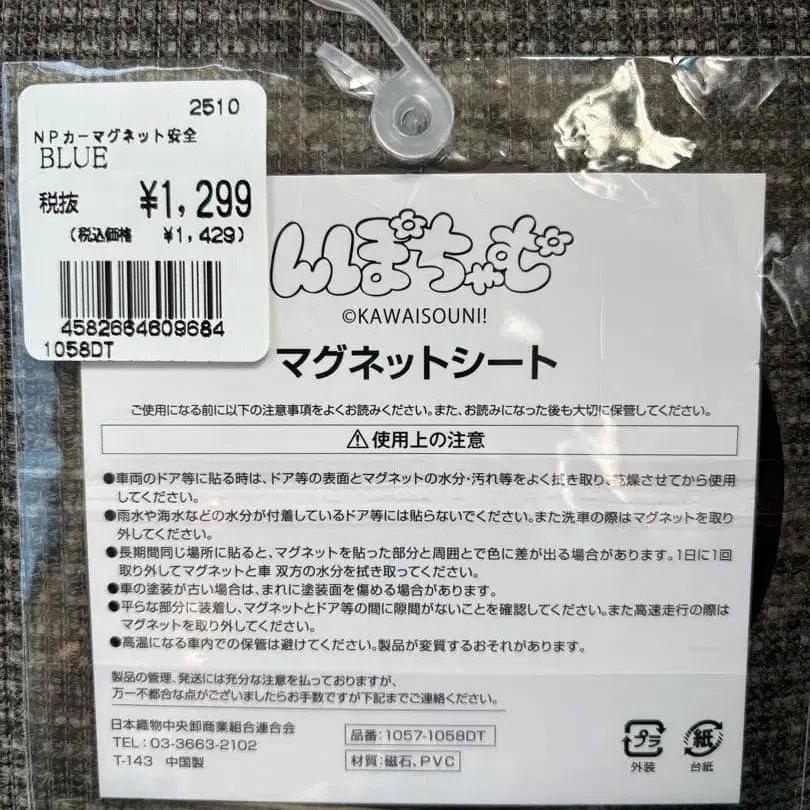 2510
NPカーマグネット安全
BLUE
税抜 ¥1,299
(税込価格 ¥1,429)
4582664609684
1058DT
んぽちゃむ
©KAWAISOUNI!
マグネットシート
ご使用になる前に以下の注意事項をよくお読みください。また、お読みになった後も大切に保管してください。
⚠使用上の注意
●車両のドア等に貼る時は、ドア等の表面とマグネットの水分・汚れ等をよく拭き取り、乾燥させてから使用
してください。
●雨水や海水などの水分が付着しているドア等には貼らないでください。また洗車の際はマグネットを取り
外してください。
●長期間同じ場所に貼ると、マグネットを貼った部分と周囲とで色に差が出る場合があります。1日に1回
取り外してマグネットと車 双方の水分を拭き取ってください。
●車の塗装が古い場合は、まれに塗装面を傷める場合があります。
●平らな部分に装着し、マグネットとドア等の間に隙間がないことを確認してください。また高速走行の際は
マグネットを取り外してください。
●高温になる車内での保管は避けてください。製品が変質するおそれがあります。
製品の管理、発送には充分な注意を払っておりますが、
万一不都合な点がございましたらお手数ですが下記までご連絡ください。
日本織物中央卸商業組合連合会
TEL:03-3663-2102
T-143 中国製
品番:1057-1058DT
材質:磁石、PVC
プラ
外装
紙
台紙